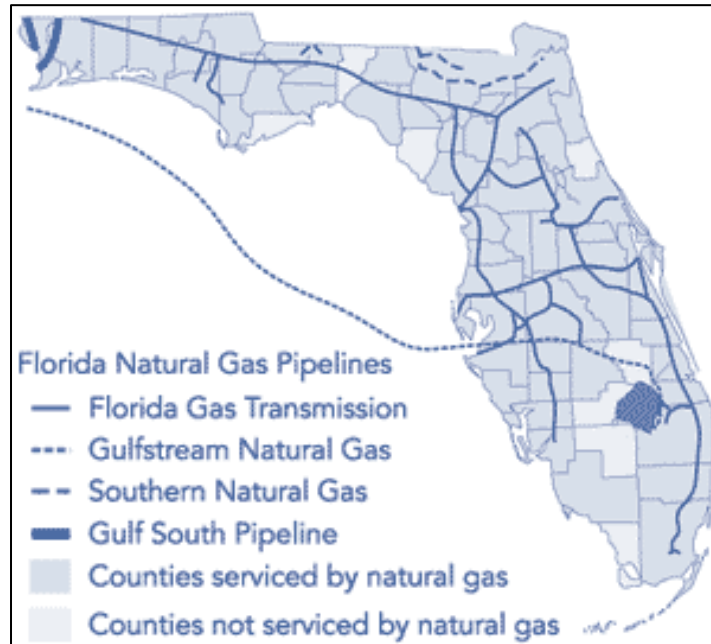 Florida Natural Gas Pipelines
Florida Gas Transmission
Gulfstream Natural Gas
Southern Natural Gas
Gulf South Pipeline
Counties serviced by natural gas
Counties not serviced by natural gas